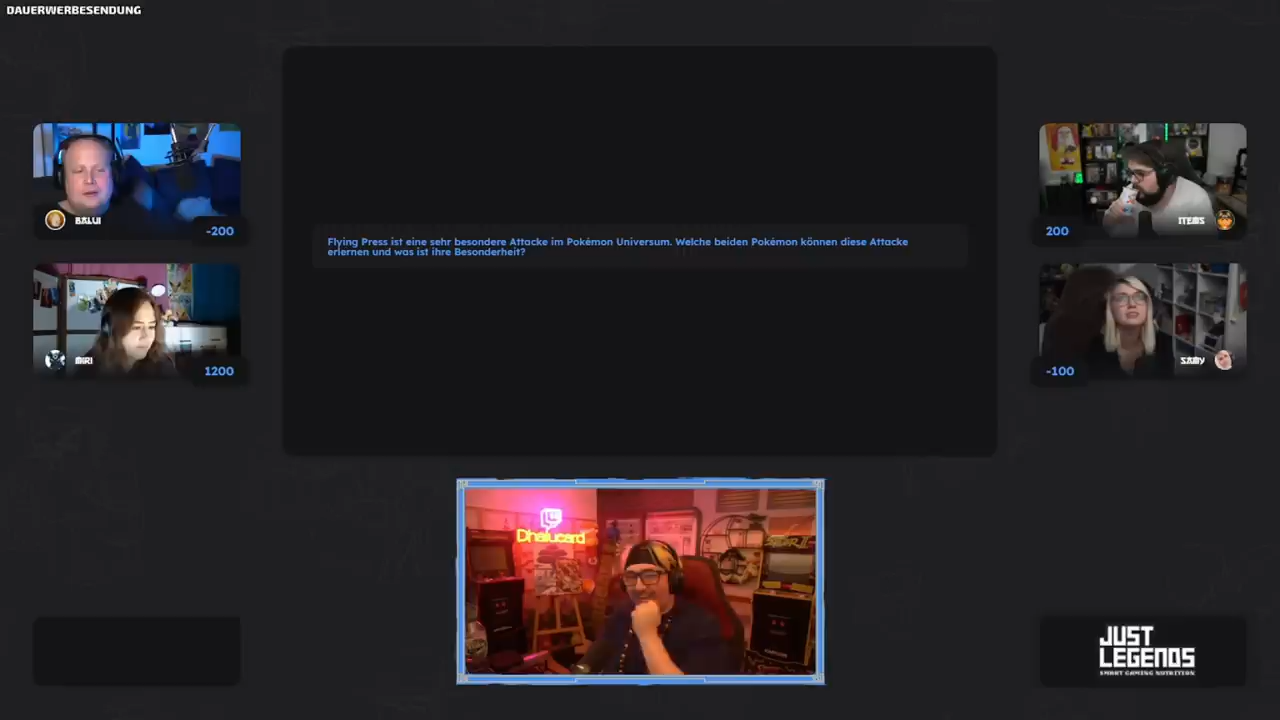 DAUERWERBESENDUNG
BALUI
-200
ITEMS
200
Flying Press ist eine sehr besondere Attacke im Pokémon Universum. Welche beiden Pokémon können diese Attacke
erlernen und was ist ihre Besonderheit?
MIRI
1200
-100
Dhalucard
JUST
LEGENDS
SMART GAMING NUTRITION